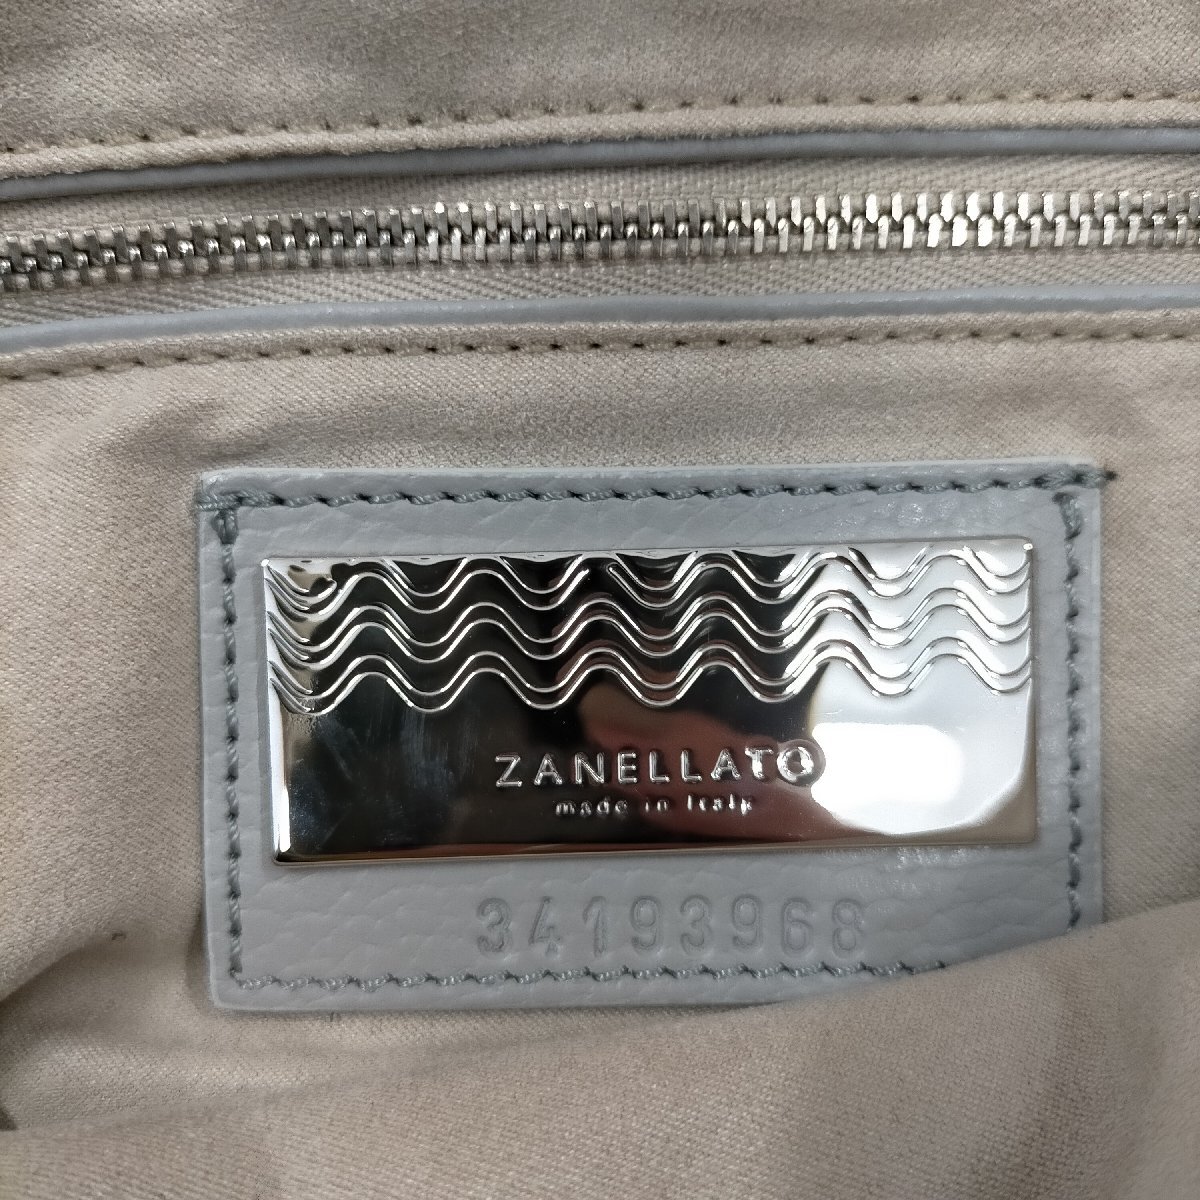 ZANELLATO
made in Italy
34193968